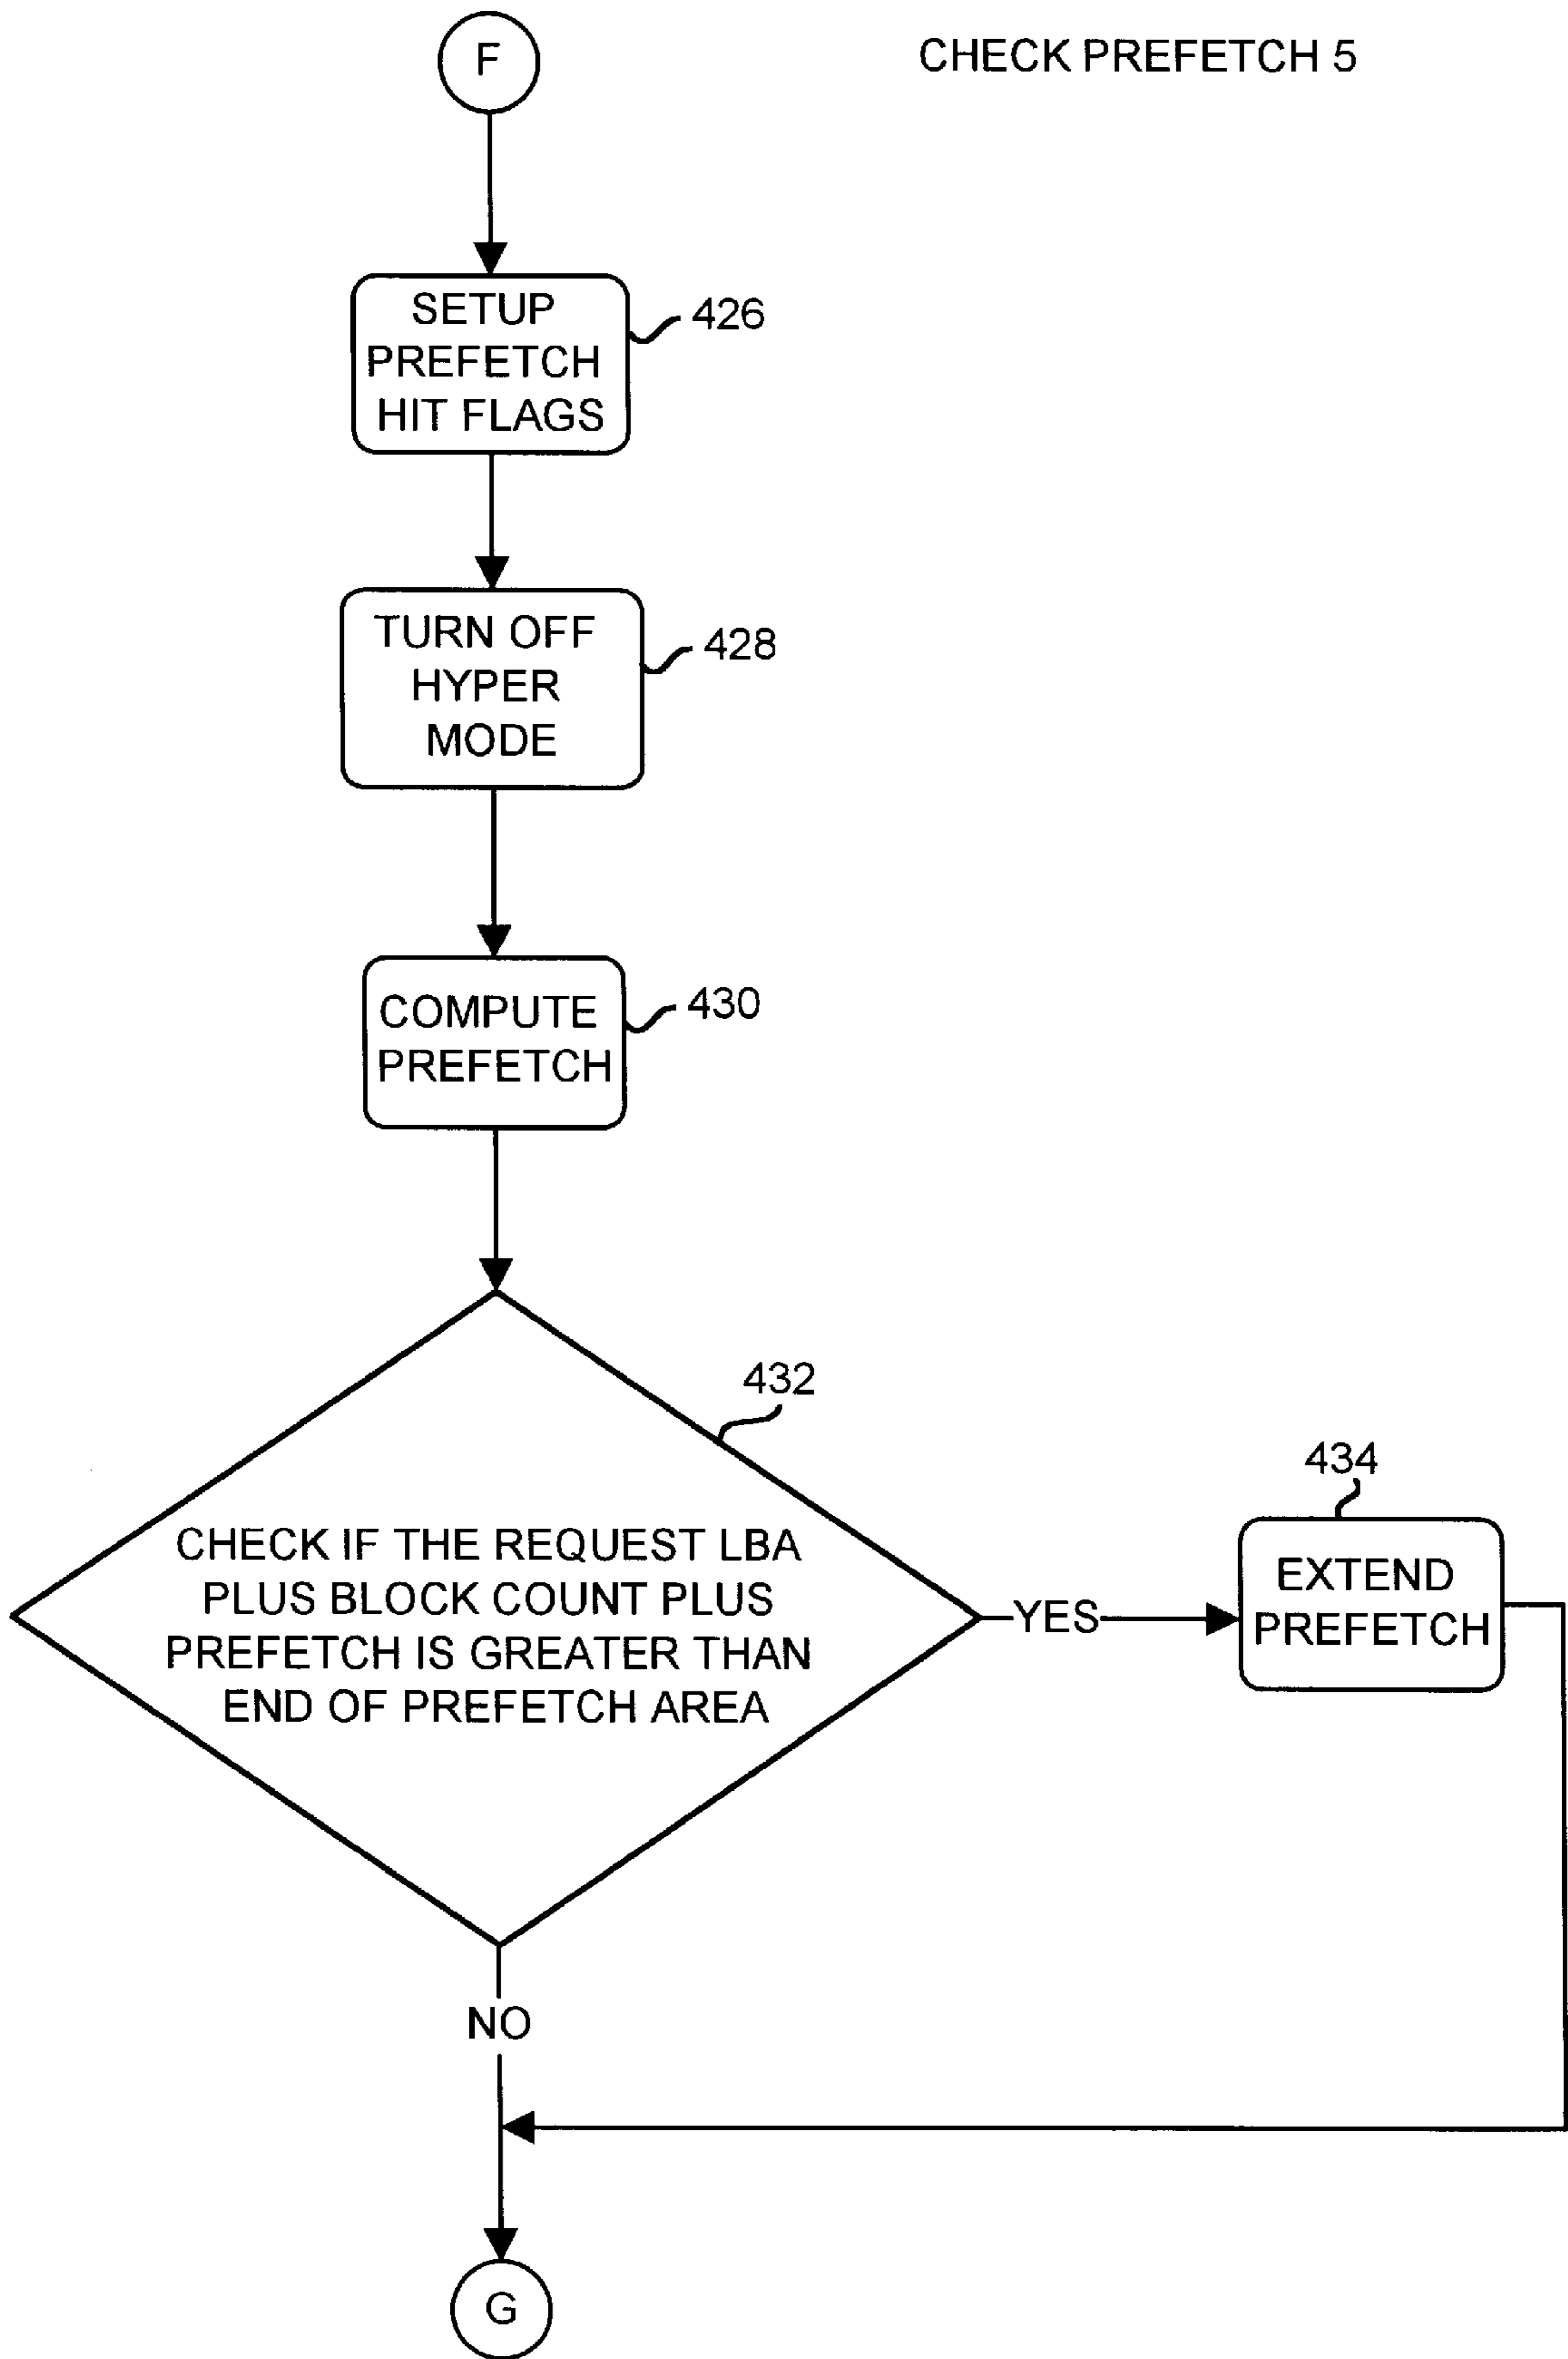 F
CHECK PREFETCH 5
SETUP
PREFETCH
HIT FLAGS
426
TURN OFF
HYPER
MODE
428
COMPUTE
PREFETCH
430
432
CHECK IF THE REQUEST LBA
PLUS BLOCK COUNT PLUS
PREFETCH IS GREATER THAN
END OF PREFETCH AREA
YES
434
EXTEND
PREFETCH
NO
G